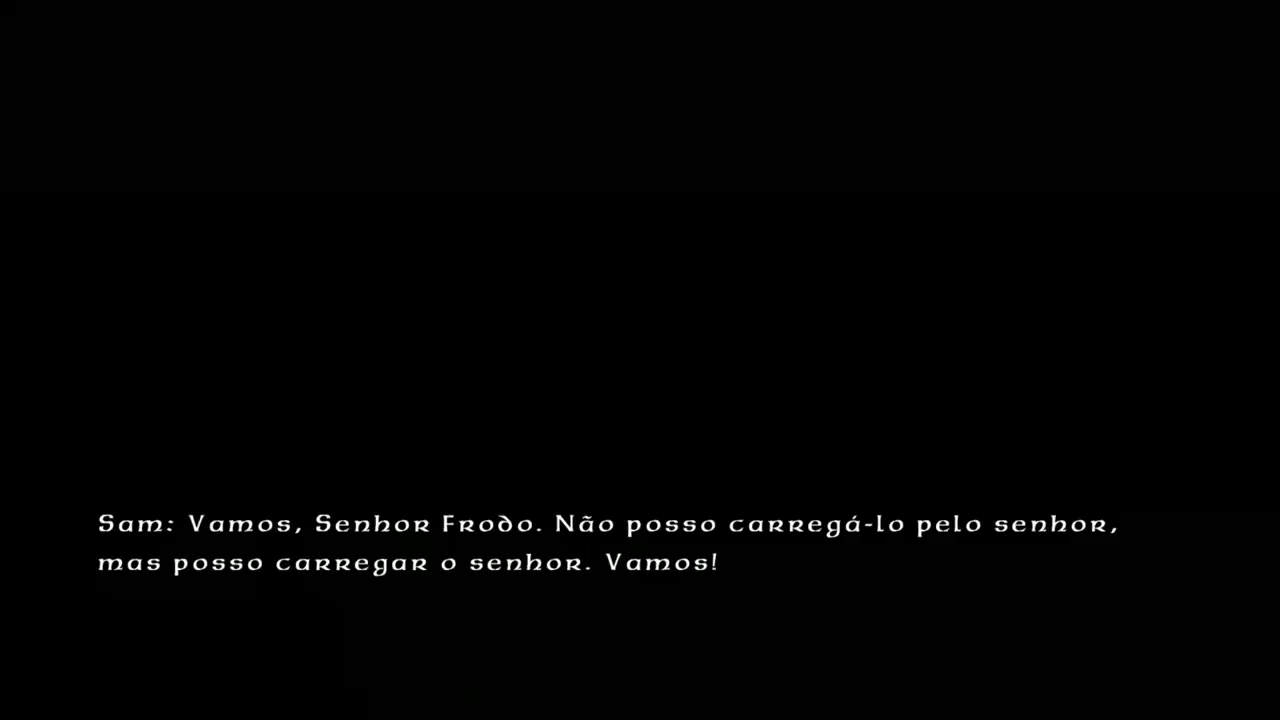 Sam: Vamos, Senhor Frodo. Não posso carregá-lo pelo senhor,
mas posso carregar o senhor. Vamos!